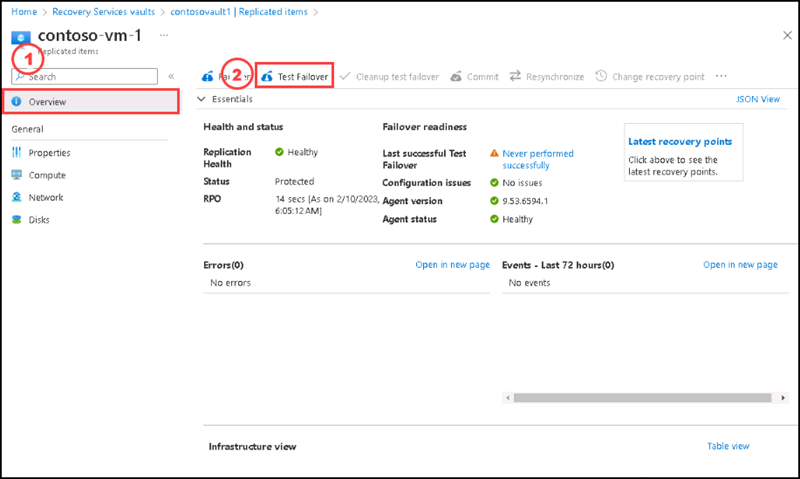 Home > Recovery Services vaults > contosovault1 | Replicated items >
contoso-vm-1 ...
Replicated items
1
Search «
Overview
General
Properties
Compute
Network
Disks
2
Test Failover Cleanup test failover Commit Resynchronize Change recovery point ...
Essentials JSON View
Health and status
Replication Health Healthy
Status Protected
RPO 14 secs [As on 2/10/2023, 6:05:12 AM]
Failover readiness
Last successful Test Failover Never performed successfully
Configuration issues No issues
Agent version 9.53.6594.1
Agent status Healthy
Latest recovery points
Click above to see the
latest recovery points.
Errors(0) Open in new page
No errors
Events - Last 72 hours(0) Open in new page
No events
Infrastructure view Table view